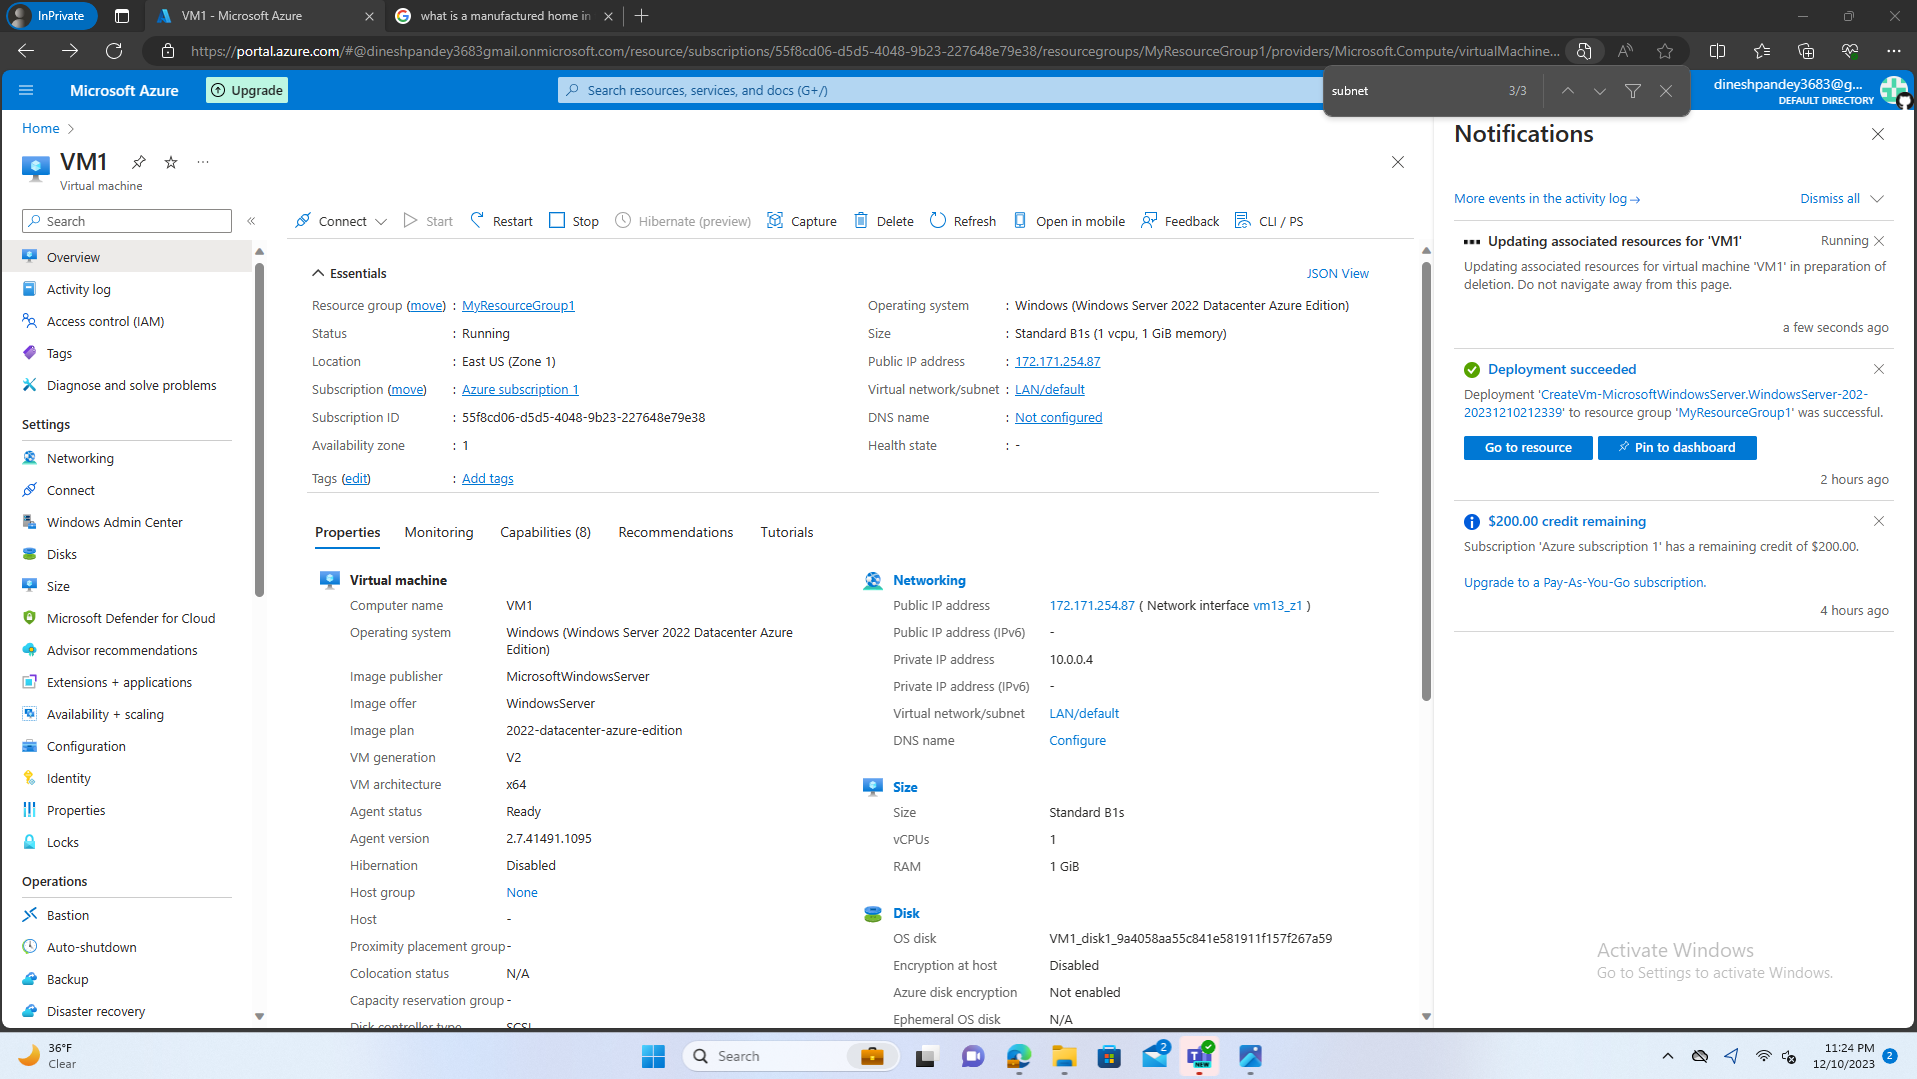 InPrivate
VM1 - Microsoft Azure
what is a manufactured home in
https://portal.azure.com/#@dineshpandey3683gmail.onmicrosoft.com/resource/subscriptions/55f8cd06-d5d5-4048-9b23-227648e79e38/resourcegroups/MyResourceGroup1/providers/Microsoft.Compute/virtualMachine...
Microsoft Azure
Upgrade
Search resources, services, and docs (G+/)
subnet
3/3
dineshpandey3683@g...
DEFAULT DIRECTORY
Home
VM1
Virtual machine
Search
Overview
Activity log
Access control (IAM)
Tags
Diagnose and solve problems
Settings
Networking
Connect
Windows Admin Center
Disks
Size
Microsoft Defender for Cloud
Advisor recommendations
Extensions + applications
Availability + scaling
Configuration
Identity
Properties
Locks
Operations
Bastion
Auto-shutdown
Backup
Disaster recovery
Connect
Start
Restart
Stop
Hibernate (preview)
Capture
Delete
Refresh
Open in mobile
Feedback
CLI / PS
Essentials
JSON View
Resource group (move) : MyResourceGroup1
Status : Running
Location : East US (Zone 1)
Subscription (move) : Azure subscription 1
Subscription ID : 55f8cd06-d5d5-4048-9b23-227648e79e38
Availability zone : 1
Tags (edit) : Add tags
Operating system : Windows (Windows Server 2022 Datacenter Azure Edition)
Size : Standard B1s (1 vcpu, 1 GiB memory)
Public IP address : 172.171.254.87
Virtual network/subnet : LAN/default
DNS name : Not configured
Health state : -
Properties
Monitoring
Capabilities (8)
Recommendations
Tutorials
Virtual machine
Computer name VM1
Operating system Windows (Windows Server 2022 Datacenter Azure
Edition)
Image publisher MicrosoftWindowsServer
Image offer WindowsServer
Image plan 2022-datacenter-azure-edition
VM generation V2
VM architecture x64
Agent status Ready
Agent version 2.7.41491.1095
Hibernation Disabled
Host group None
Host -
Proximity placement group -
Colocation status N/A
Capacity reservation group -
Disk controller type SCSI
Networking
Public IP address 172.171.254.87 ( Network interface vm13_z1 )
Public IP address (IPv6) -
Private IP address 10.0.0.4
Private IP address (IPv6) -
Virtual network/subnet LAN/default
DNS name Configure
Size
Size Standard B1s
vCPUs 1
RAM 1 GiB
Disk
OS disk VM1_disk1_9a4058aa55c841e581911f157f267a59
Encryption at host Disabled
Azure disk encryption Not enabled
Ephemeral OS disk N/A
Notifications
More events in the activity log →
Dismiss all
Updating associated resources for 'VM1'
Running
Updating associated resources for virtual machine 'VM1' in preparation of
deletion. Do not navigate away from this page.
a few seconds ago
Deployment succeeded
Deployment 'CreateVm-MicrosoftWindowsServer.WindowsServer-202-
20231210212339' to resource group 'MyResourceGroup1' was successful.
Go to resource
Pin to dashboard
2 hours ago
$200.00 credit remaining
Subscription 'Azure subscription 1' has a remaining credit of $200.00.
Upgrade to a Pay-As-You-Go subscription.
4 hours ago
Activate Windows
Go to Settings to activate Windows.
36°F
Clear
Search
2
NEW
11:24 PM
12/10/2023
2